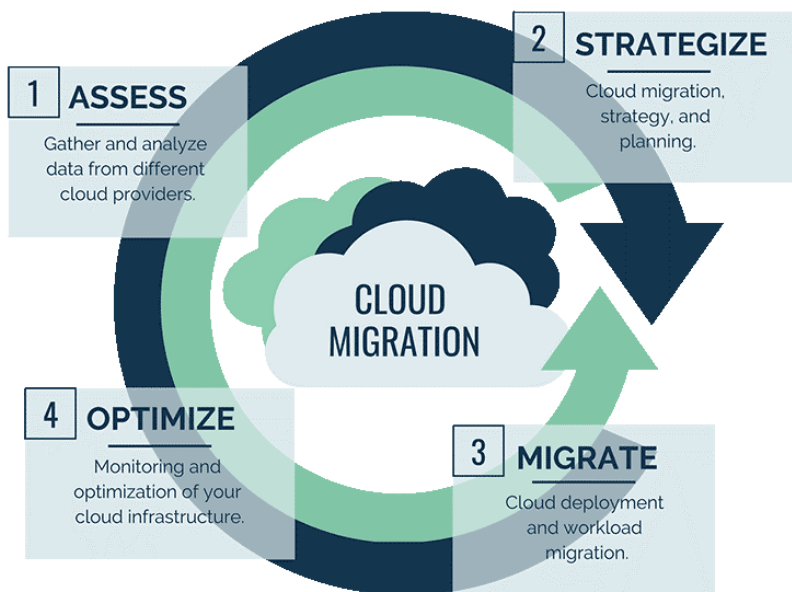 1 ASSESS
Gather and analyze
data from different
cloud providers.
2 STRATEGIZE
Cloud migration,
strategy, and
planning.
CLOUD
MIGRATION
3 MIGRATE
Cloud deployment
and workload
migration.
4 OPTIMIZE
Monitoring and
optimization of your
cloud infrastructure.